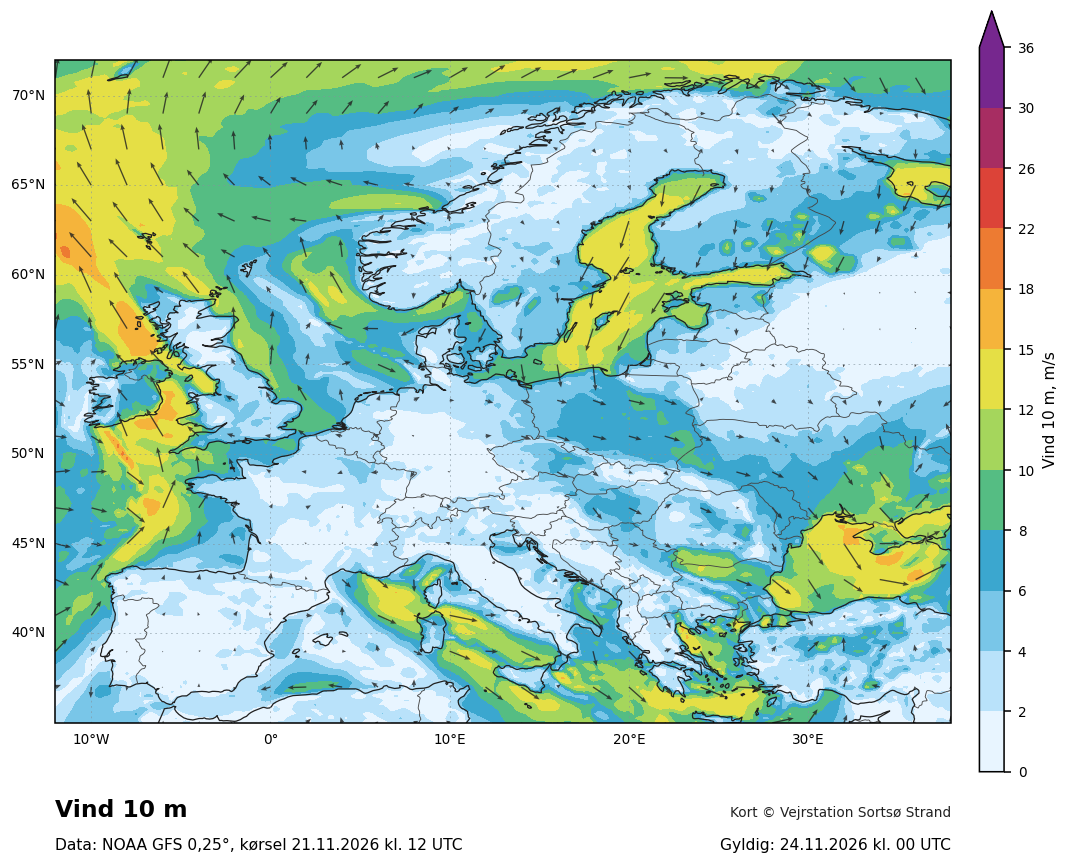 70°N
65°N
60°N
55°N
50°N
45°N
40°N
10°W
0°
10°E
20°E
30°E
36
30
26
22
18
15
12
10
8
6
4
2
0
Vind 10 m, m/s
Vind 10 m
Kort © Vejrstation Sortsø Strand
Data: NOAA GFS 0,25°, kørsel 21.11.2026 kl. 12 UTC
Gyldig: 24.11.2026 kl. 00 UTC